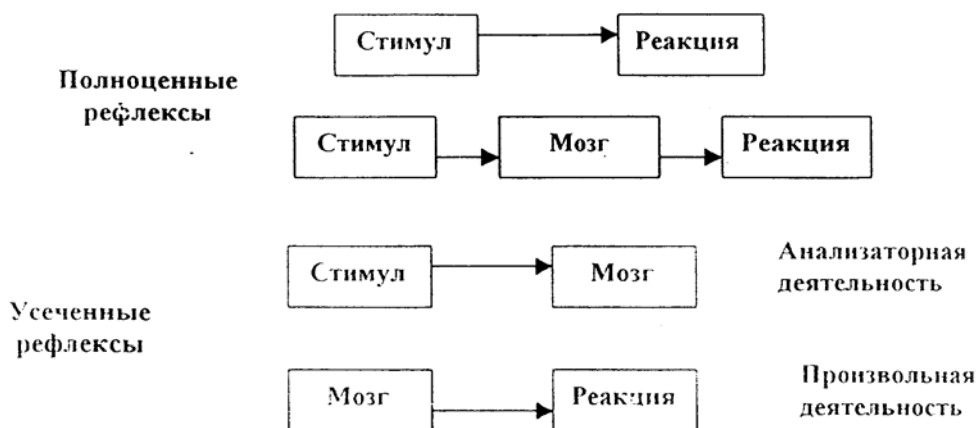 Стимул Реакция
Полноценные
рефлексы
Стимул Мозг Реакция
Анализаторная
деятельность
Стимул Мозг
Усеченные
рефлексы
Мозг Реакция
Произвольная
деятельность